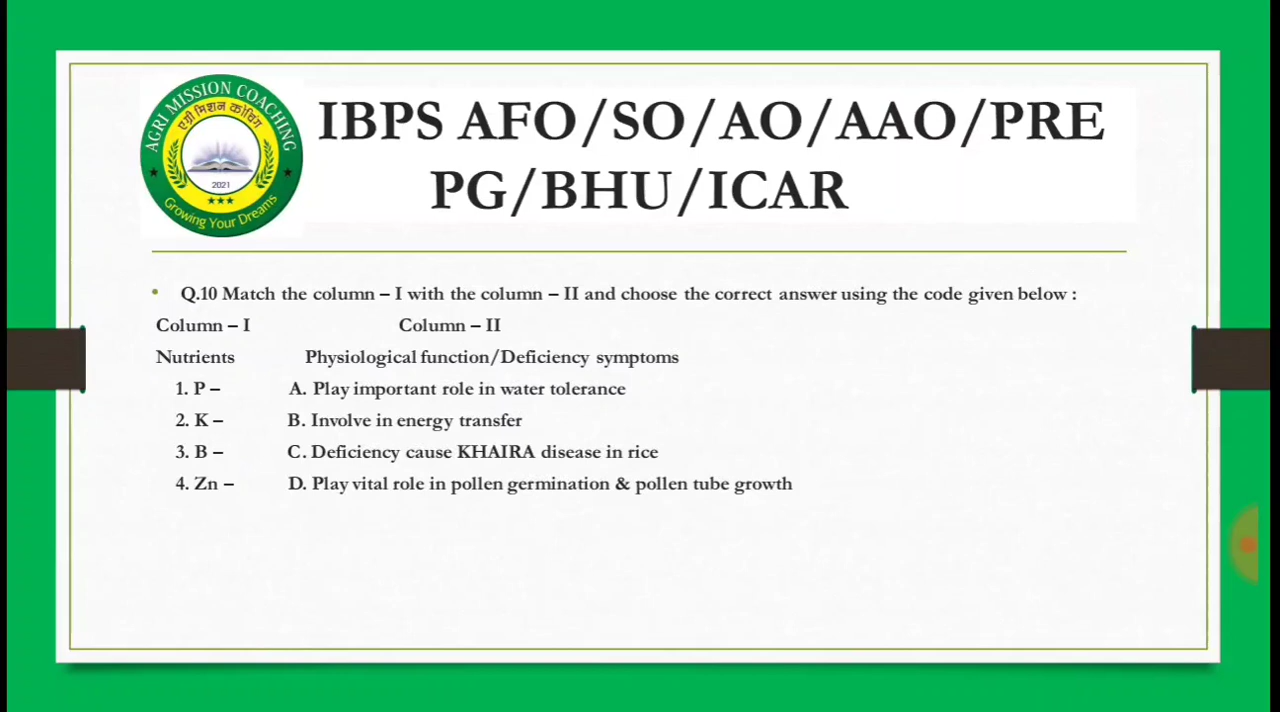 AGRI MISSION COACHING
एग्री मिशन कोचिंग
2021
Growing Your Dreams
IBPS AFO/SO/AO/AAO/PRE
PG/BHU/ICAR
• Q.10 Match the column – I with the column – II and choose the correct answer using the code given below :
Column – I Column – II
Nutrients Physiological function/Deficiency symptoms
1. P – A. Play important role in water tolerance
2. K – B. Involve in energy transfer
3. B – C. Deficiency cause KHAIRA disease in rice
4. Zn – D. Play vital role in pollen germination & pollen tube growth